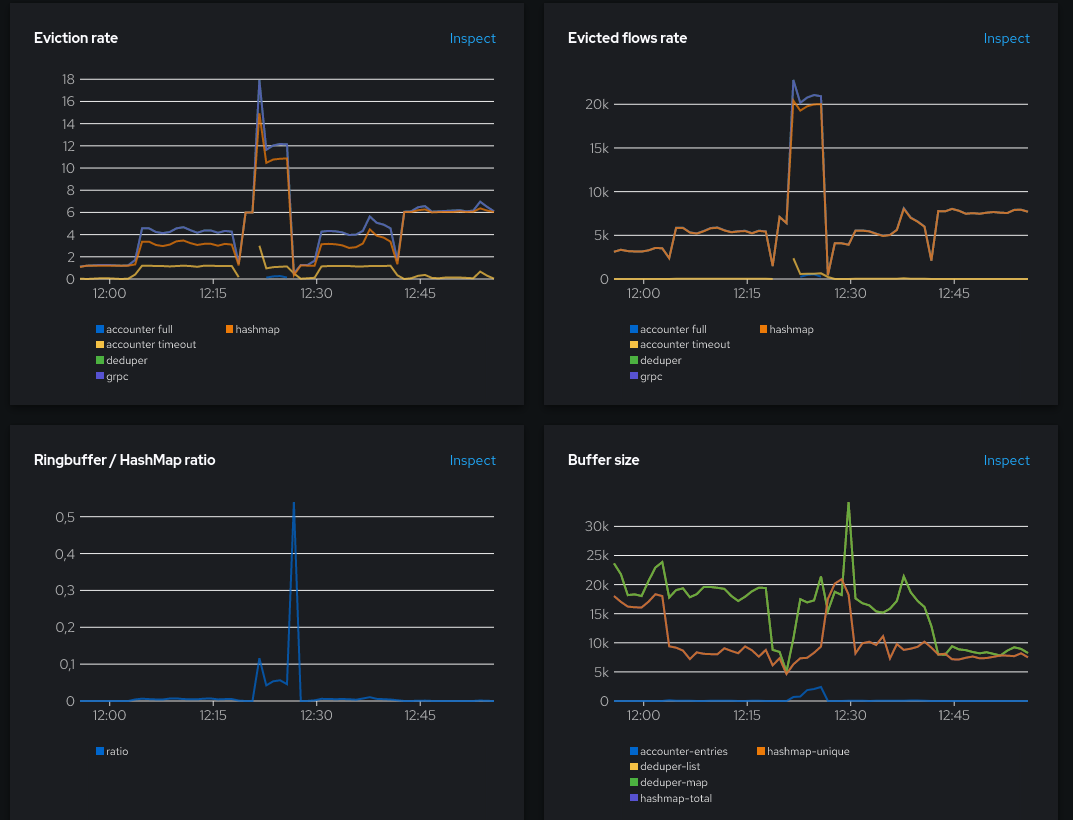 Eviction rate
Inspect
18
16
14
12
10
8
6
4
2
0
12:00 12:15 12:30 12:45
accounter full
hashmap
accounter timeout
deduper
grpc
Evicted flows rate
Inspect
20k
15k
10k
5k
0
12:00 12:15 12:30 12:45
accounter full
hashmap
accounter timeout
deduper
grpc
Ringbuffer / HashMap ratio
Inspect
0,5
0,4
0,3
0,2
0,1
0
12:00 12:15 12:30 12:45
ratio
Buffer size
Inspect
30k
25k
20k
15k
10k
5k
0
12:00 12:15 12:30 12:45
accounter-entries
hashmap-unique
deduper-list
deduper-map
hashmap-total